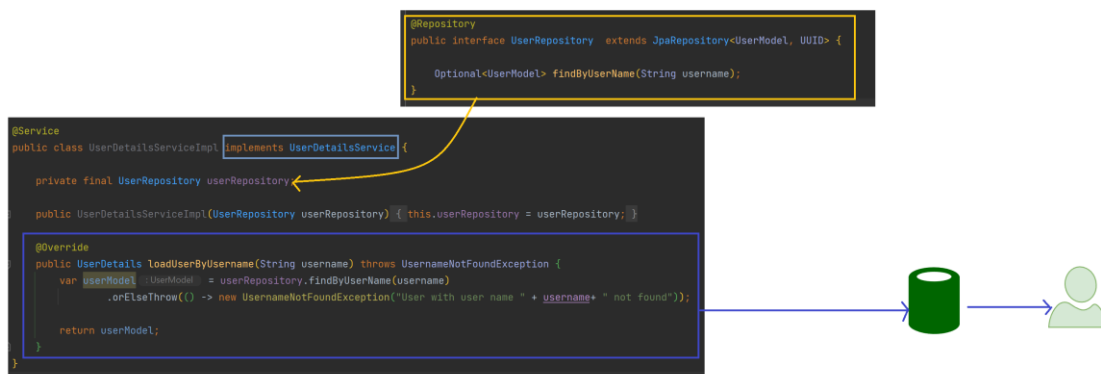 @Repository
public interface UserRepository extends JpaRepository<UserModel, UUID> {
Optional<UserModel> findByUserName(String username);
}
@Service
public class UserDetailsServiceImpl implements UserDetailsService {
private final UserRepository userRepository;
public UserDetailsServiceImpl(UserRepository userRepository) { this.userRepository = userRepository; }
@Override
public UserDetails loadUserByUsername(String username) throws UsernameNotFoundException {
var userModel : UserModel = userRepository.findByUserName(username)
.orElseThrow(() -> new UsernameNotFoundException("User with user name " + username+ " not found"));
return userModel;
}
}